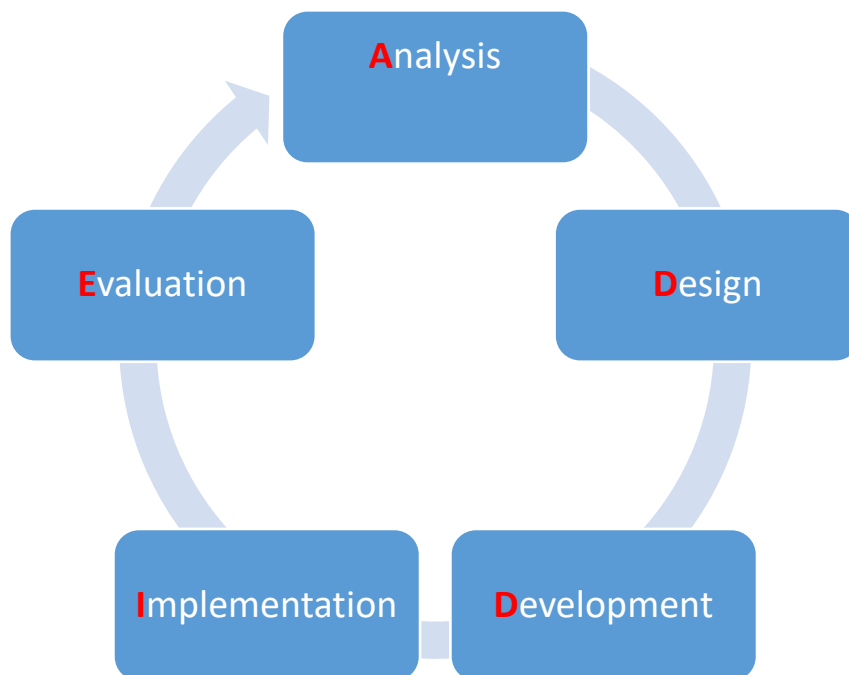 Analysis
Design
Development
Implementation
Evaluation